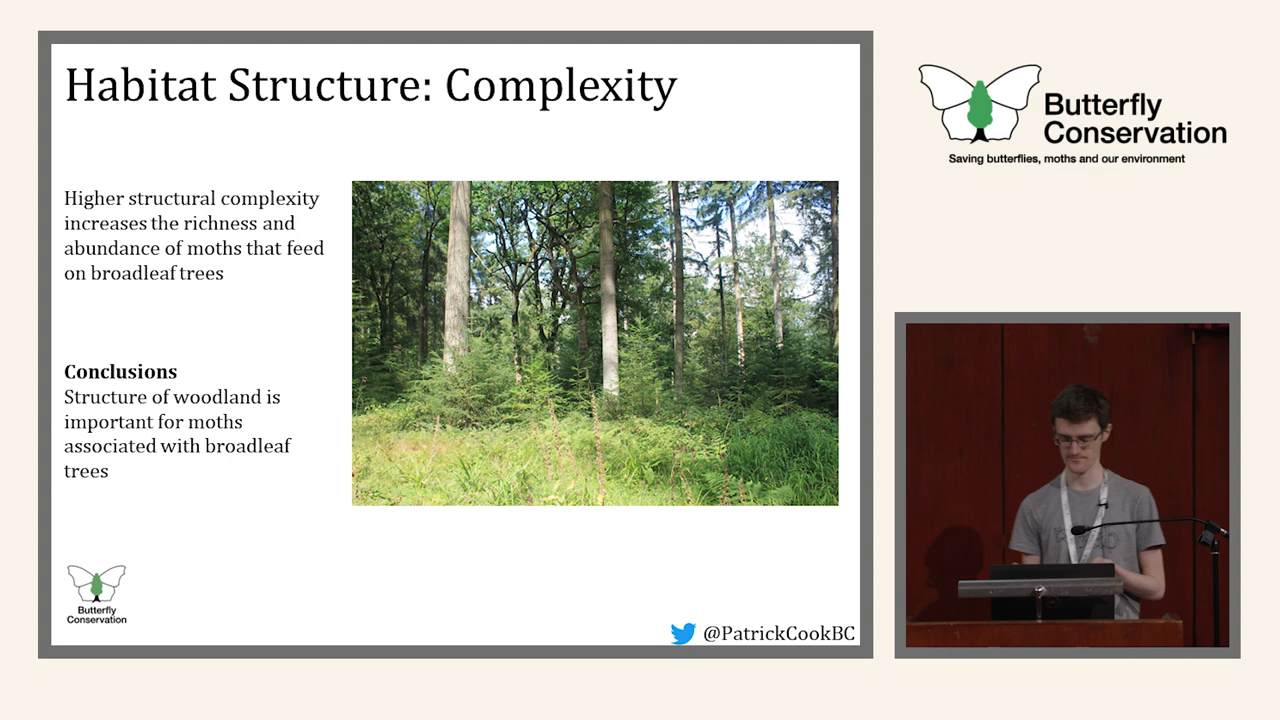 Habitat Structure: Complexity
Higher structural complexity
increases the richness and
abundance of moths that feed
on broadleaf trees
Conclusions
Structure of woodland is
important for moths
associated with broadleaf
trees
Butterfly
Conservation
@PatrickCookBC
Butterfly
Conservation
Saving butterflies, moths and our environment